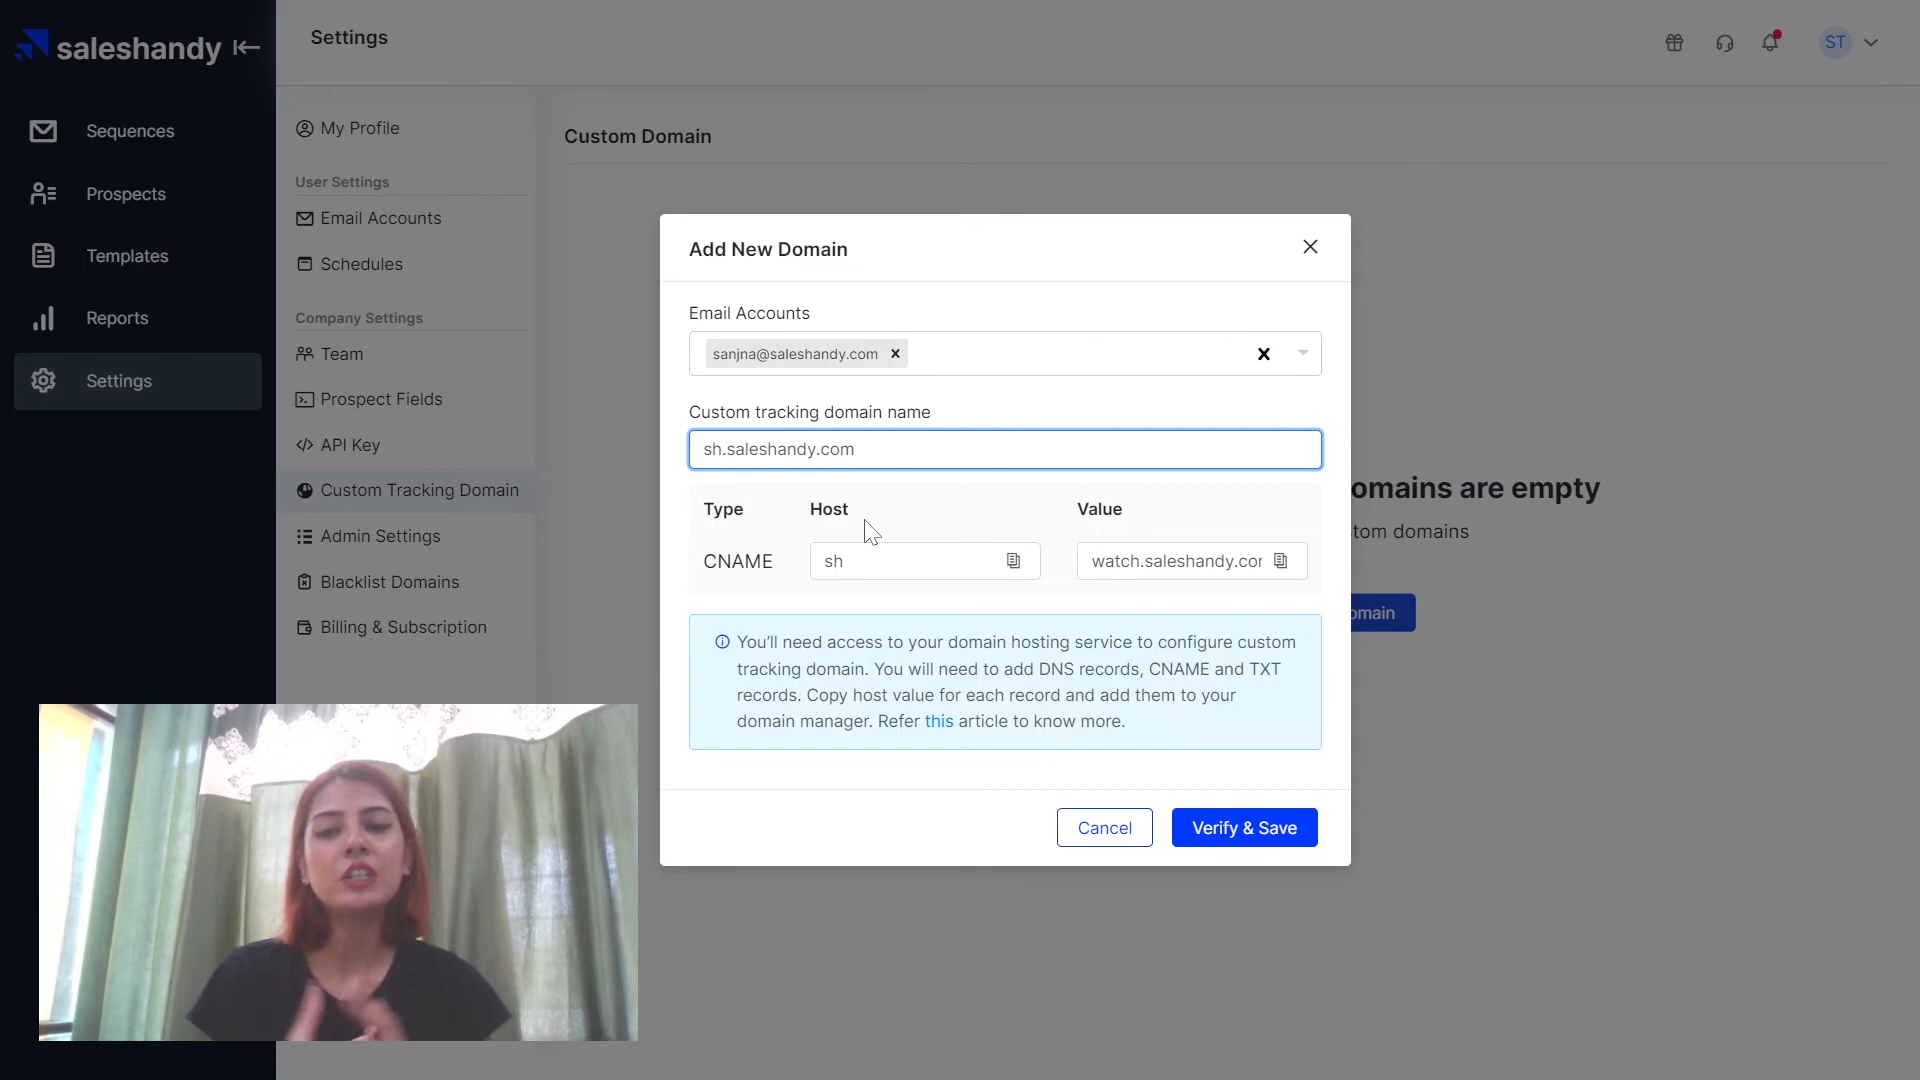 saleshandy
Sequences
Prospects
Templates
Reports
Settings
Settings
ST
My Profile
User Settings
Email Accounts
Schedules
Company Settings
Team
Prospect Fields
API Key
Custom Tracking Domain
Admin Settings
Blacklist Domains
Billing & Subscription
Custom Domain
omains are empty
tom domains
omain
Add New Domain
Email Accounts
sanjna@saleshandy.com
Custom tracking domain name
sh.saleshandy.com
Type Host Value
CNAME sh watch.saleshandy.cor
You'll need access to your domain hosting service to configure custom
tracking domain. You will need to add DNS records, CNAME and TXT
records. Copy host value for each record and add them to your
domain manager. Refer this article to know more.
Cancel Verify & Save